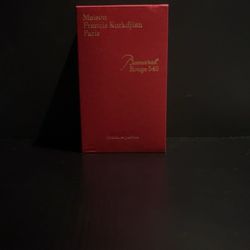 Maison
Francis Kurkdjian
Paris
Baccarat
Rouge 540